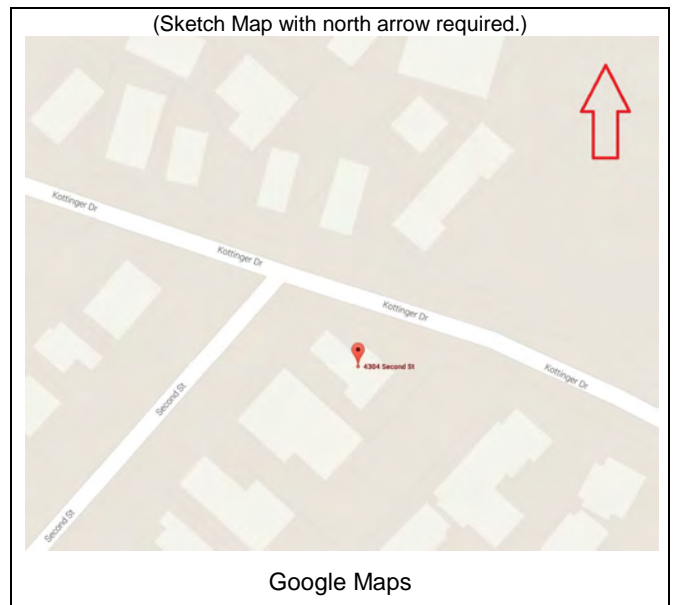 (Sketch Map with north arrow required.)
Kottinger Dr
Kottinger Dr
Kottinger Dr
Kottinger Dr
4304 Second St
Second St
Second St
Google Maps